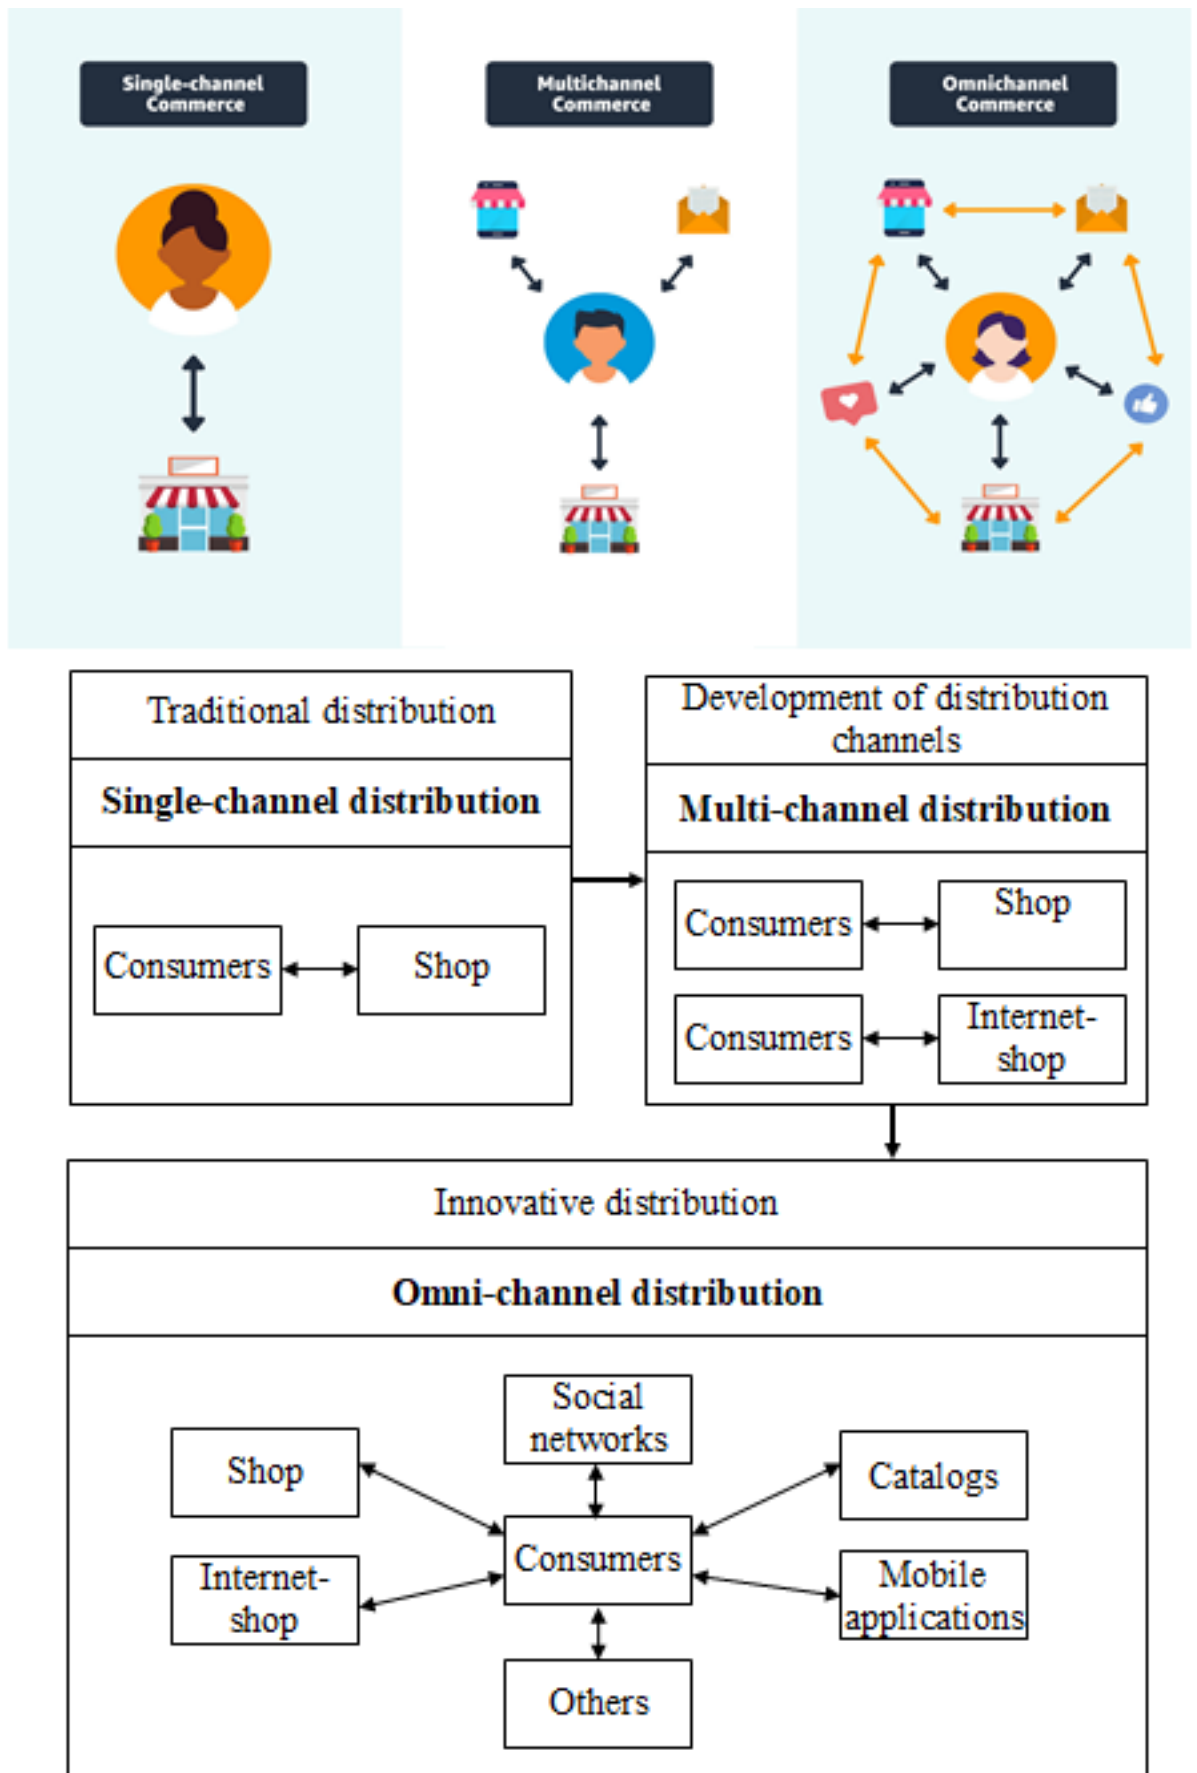 Single-channel
Commerce
Multichannel
Commerce
Omnichannel
Commerce
Traditional distribution
Single-channel distribution
Consumers
Shop
Development of distribution
channels
Multi-channel distribution
Consumers
Shop
Consumers
Internet-
shop
Innovative distribution
Omni-channel distribution
Social
networks
Shop
Catalogs
Consumers
Internet-
shop
Mobile
applications
Others